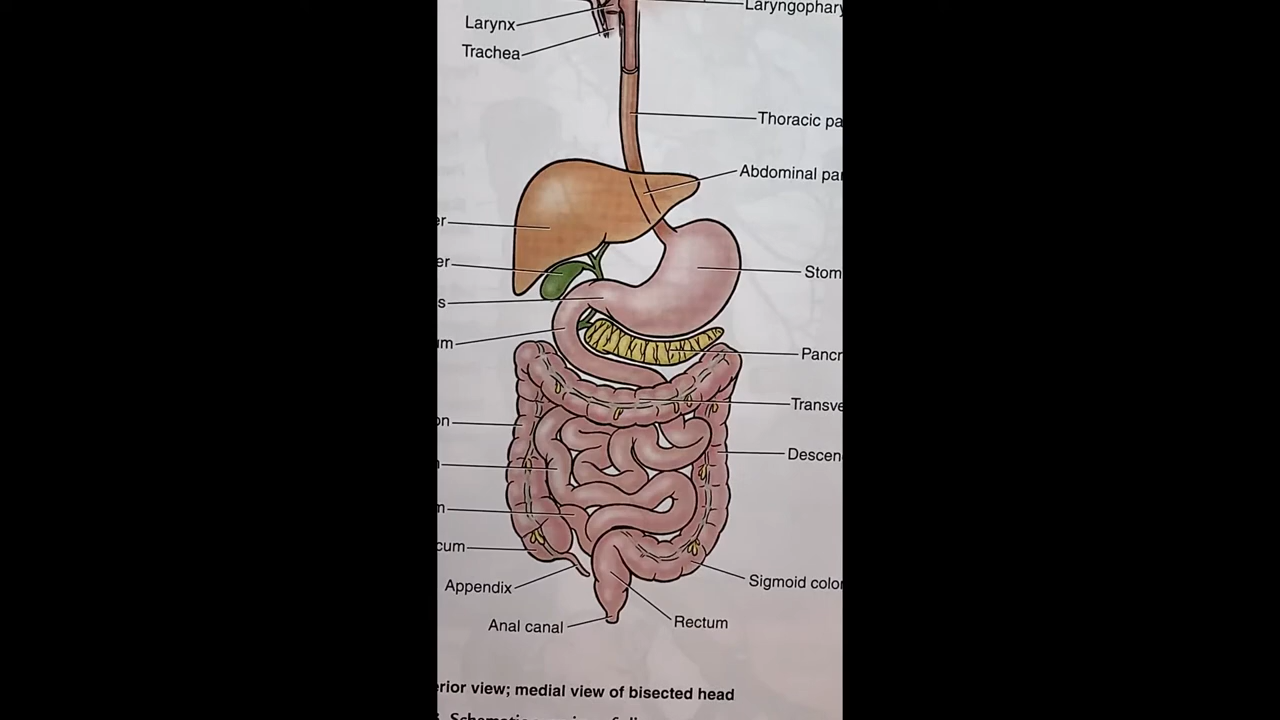 Laryngophary
Larynx
Trachea
Thoracic pa
Abdominal par
er
er
Stom
s
um
Pancr
Transve
on
Descen
n
m
cum
Sigmoid colo
Appendix
Rectum
Anal canal
erior view; medial view of bisected head